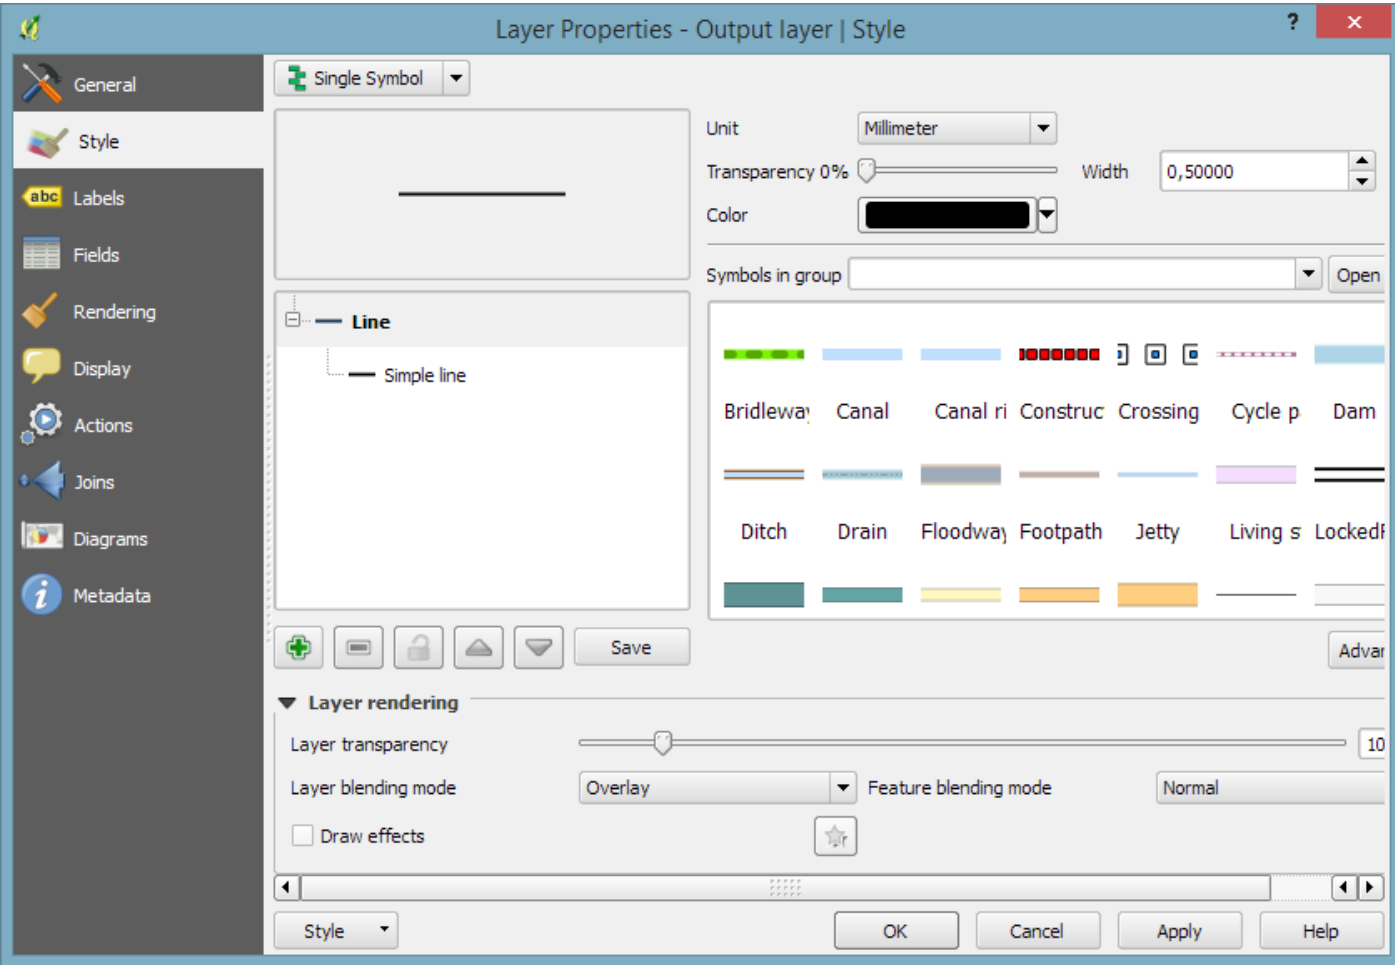 Layer Properties - Output layer | Style
?
General
Style
abc Labels
Fields
Rendering
Display
Actions
Joins
Diagrams
i Metadata
Single Symbol
Unit Millimeter
Transparency 0% Width 0,50000
Color
Symbols in group Open
Line
Simple line
Bridleway Canal Canal ri Construc Crossing Cycle p Dam
Ditch Drain Floodway Footpath Jetty Living s Locked
Save
Advan
Layer rendering
Layer transparency 10
Layer blending mode Overlay Feature blending mode Normal
Draw effects
Style OK Cancel Apply Help